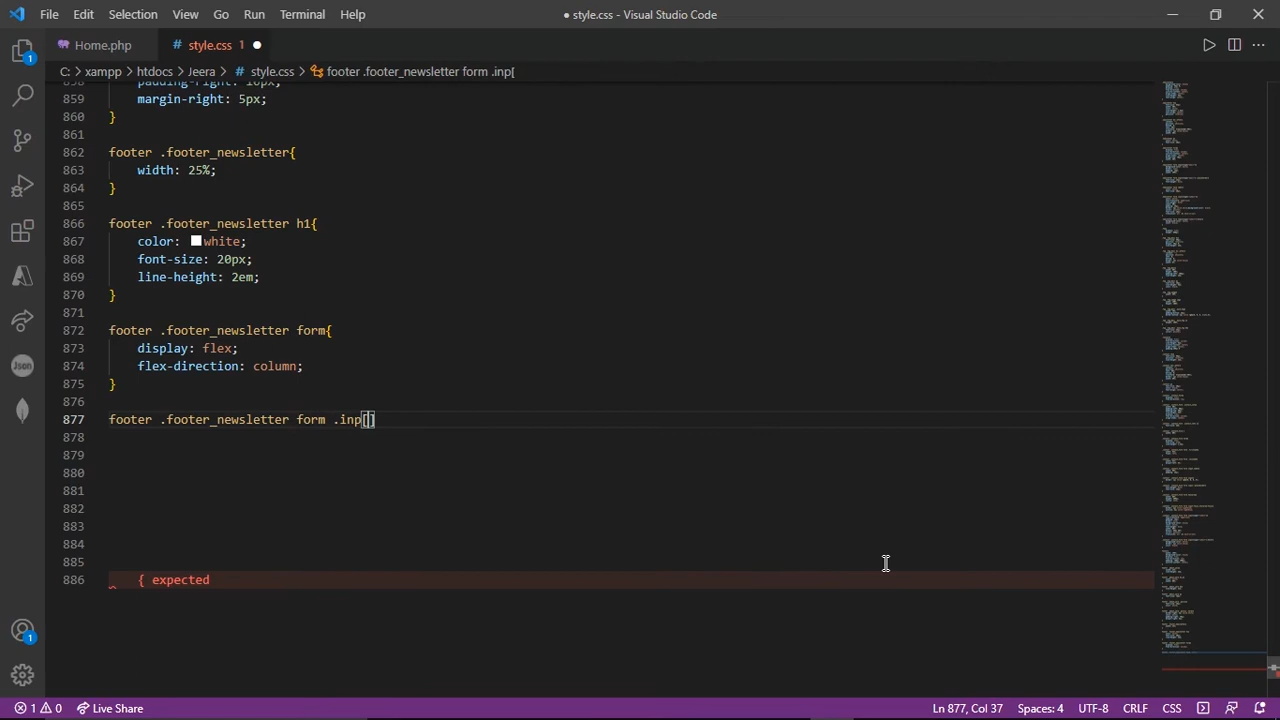 File Edit Selection View Go Run Terminal Help ● style.css - Visual Studio Code
Home.php # style.css 1 ●
C: > xampp > htdocs > Jeera > # style.css > footer .footer_newsletter form .inp[
859 margin-right: 5px;
860 }
861
862 footer .footer_newsletter{
863 width: 25%;
864 }
865
866 footer .footer_newsletter h1{
867 color: white;
868 font-size: 20px;
869 line-height: 2em;
870 }
871
872 footer .footer_newsletter form{
873 display: flex;
874 flex-direction: column;
875 }
876
877 footer .footer_newsletter form .inp[]
878
879
880
881
882
883
884
885
886 { expected
1
Json
1
1 0 Live Share Ln 877, Col 37 Spaces: 4 UTF-8 CRLF CSS